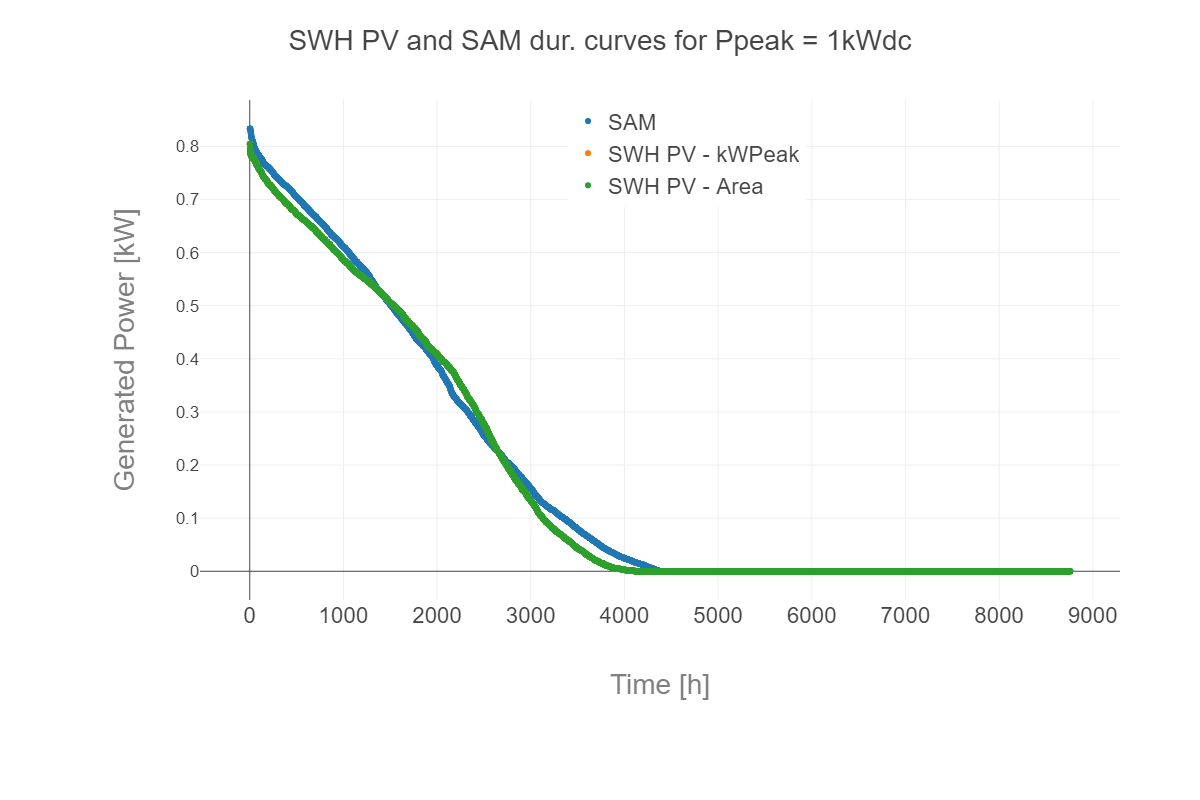 SWH PV and SAM dur. curves for Ppeak = 1kWdc
SAM
SWH PV - kWPeak
SWH PV - Area
Generated Power [kW]
0.8
0.7
0.6
0.5
0.4
0.3
0.2
0.1
0
0 1000 2000 3000 4000 5000 6000 7000 8000 9000
Time [h]